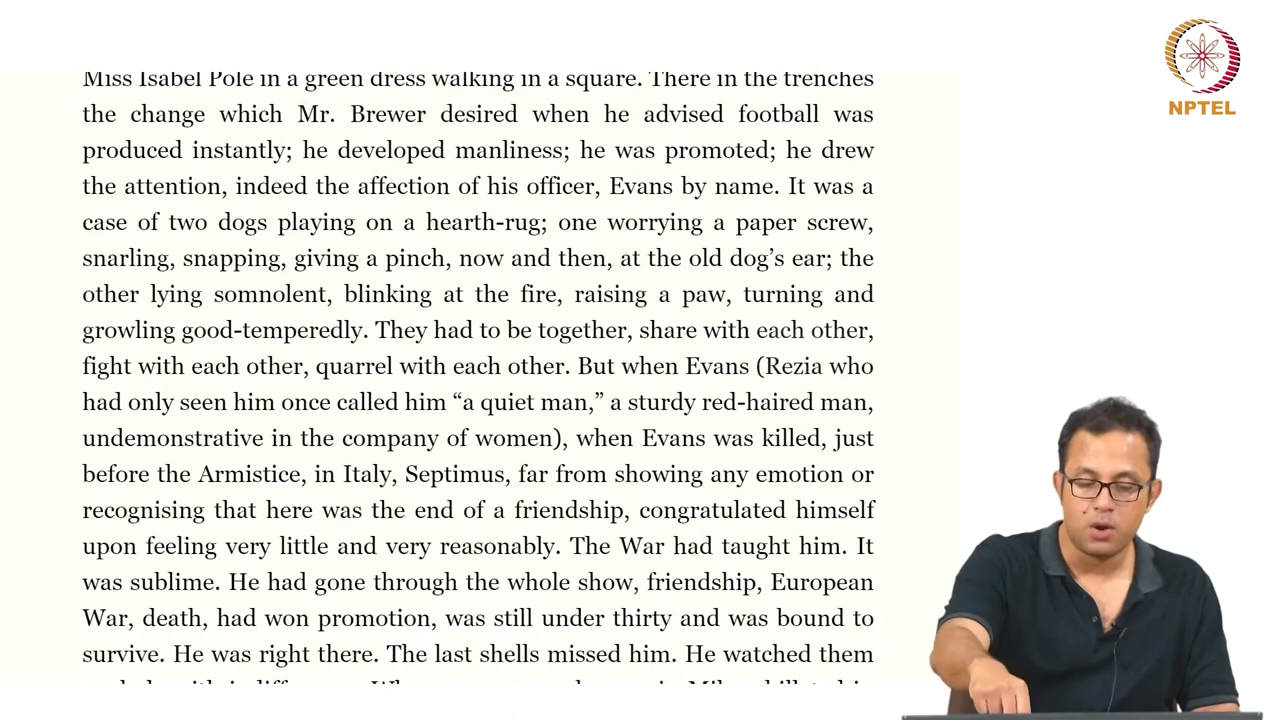 Miss Isabel Pole in a green dress walking in a square. There in the trenches
the change which Mr. Brewer desired when he advised football was
produced instantly; he developed manliness; he was promoted; he drew
the attention, indeed the affection of his officer, Evans by name. It was a
case of two dogs playing on a hearth-rug; one worrying a paper screw,
snarling, snapping, giving a pinch, now and then, at the old dog’s ear; the
other lying somnolent, blinking at the fire, raising a paw, turning and
growling good-temperedly. They had to be together, share with each other,
fight with each other, quarrel with each other. But when Evans (Rezia who
had only seen him once called him “a quiet man,” a sturdy red-haired man,
undemonstrative in the company of women), when Evans was killed, just
before the Armistice, in Italy, Septimus, far from showing any emotion or
recognising that here was the end of a friendship, congratulated himself
upon feeling very little and very reasonably. The War had taught him. It
was sublime. He had gone through the whole show, friendship, European
War, death, had won promotion, was still under thirty and was bound to
survive. He was right there. The last shells missed him. He watched them
NPTEL